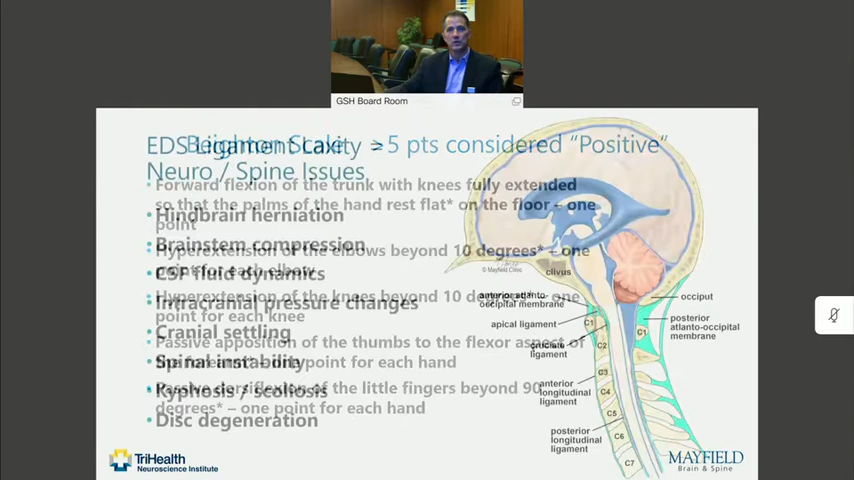 GSH Board Room
EDS Ligament Laxity >
Neuro / Spine Issues
Beighton Scale ≥5 pts considered “Positive”
• Forward flexion of the trunk with knees fully extended
so that the palms of the hand rest flat* on the floor – one
point
• Hyperextension of the elbows beyond 10 degrees* – one
point for each elbow
• Hyperextension of the knees beyond 10 one
point for each knee
• Passive apposition of the thumbs to the flexor aspect of
the point for each hand
• Passive dorsiflexion of the little fingers beyond 90
degrees* – one point for each hand
• Hindbrain herniation
• Brainstem compression
• CSF fluid dynamics
• Intracranial pressure changes
• Cranial settling
• Spinal instability
• Kyphosis / scoliosis
• Disc degeneration
© Mayfield Clinic
clivus
anterior atlanto-
occipital membrane
apical ligament
cruciate
ligament
anterior
longitudinal
ligament
posterior
longitudinal
ligament
occiput
posterior
atlanto-occipital
membrane
C1
C1
C2
C3
C4
C5
C6
C7
TriHealth
Neuroscience Institute
MAYFIELD
Brain & Spine